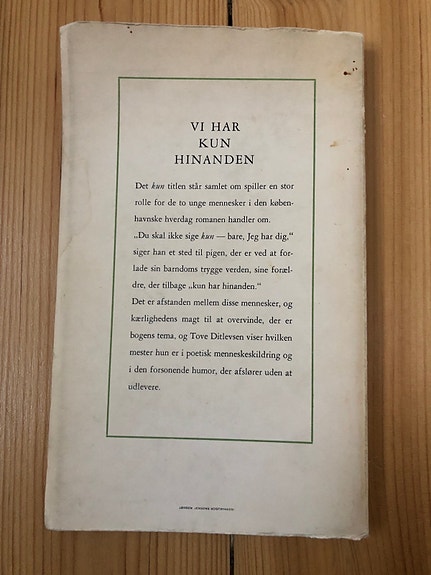 VI HAR
KUN
HINANDEN
Det kun titlen står samlet om spiller en stor
rolle for de to unge mennesker i den køben-
havnske hverdag romanen handler om.
„Du skal ikke sige kun — bare, Jeg har dig,“
siger han et sted til pigen, der er ved at for-
lade sin barndoms trygge verden, sine foræl-
dre, der tilbage „kun har hinanden.“
Det er afstanden mellem disse mennesker, og
kærlighedens magt til at overvinde, der er
bogens tema, og Tove Ditlevsen viser hvilken
mester hun er i poetisk menneskeskildring og
i den forsonende humor, der afslører uden at
udlevere.